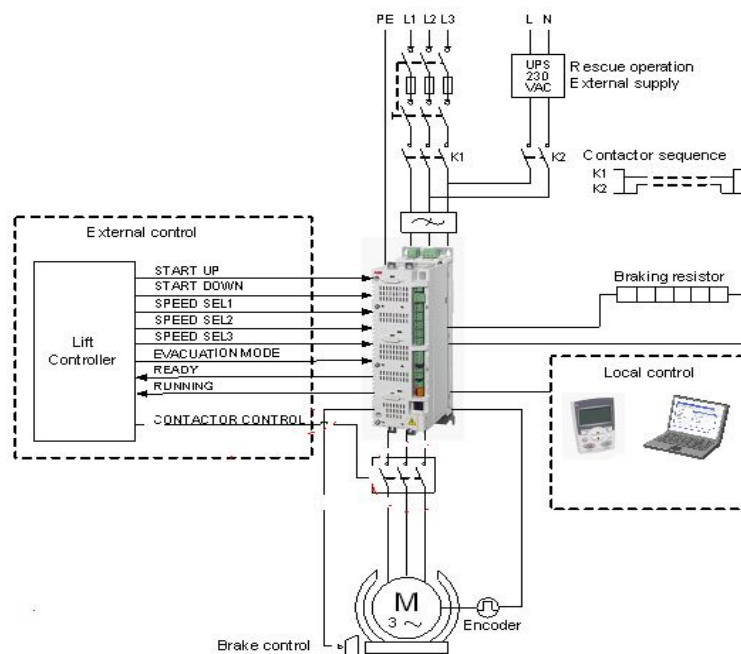 PE L1 L2 L3
L N
UPS
230
VAC
Rescue operation
External supply
K1
K2
Contactor sequence
K1
K2
External control
START UP
START DOWN
SPEED SEL1
SPEED SEL2
SPEED SEL3
EVACUATION MODE
READY
RUNNING
CONTACTOR CONTROL
Lift
Controller
ABB
Braking resistor
Local control
M
3 ~
Encoder
Brake control